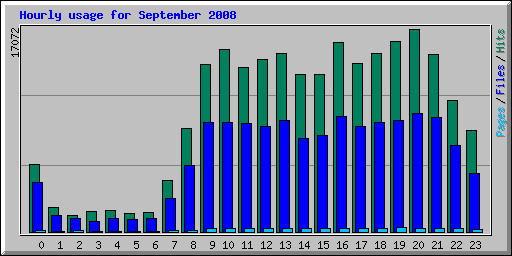 Hourly usage for September 2008
17072
Pages / Files / Hits
0 1 2 3 4 5 6 7 8 9 10 11 12 13 14 15 16 17 18 19 20 21 22 23